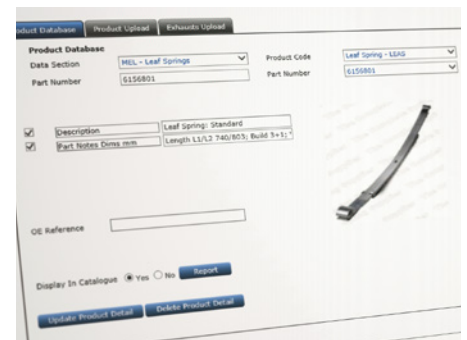 Product Database Product Upload Exhausts Upload
Product Database
Data Section MEL - Leaf Springs Product Code Leaf Spring - LEAS
Part Number 6156801 Part Number 6156801
Description Leaf Spring: Standard
Part Notes Dims mm Length L1/L2 740/803; Build 3+1;
OE Reference
Display In Catalogue Yes No Report
Update Product Detail Delete Product Detail